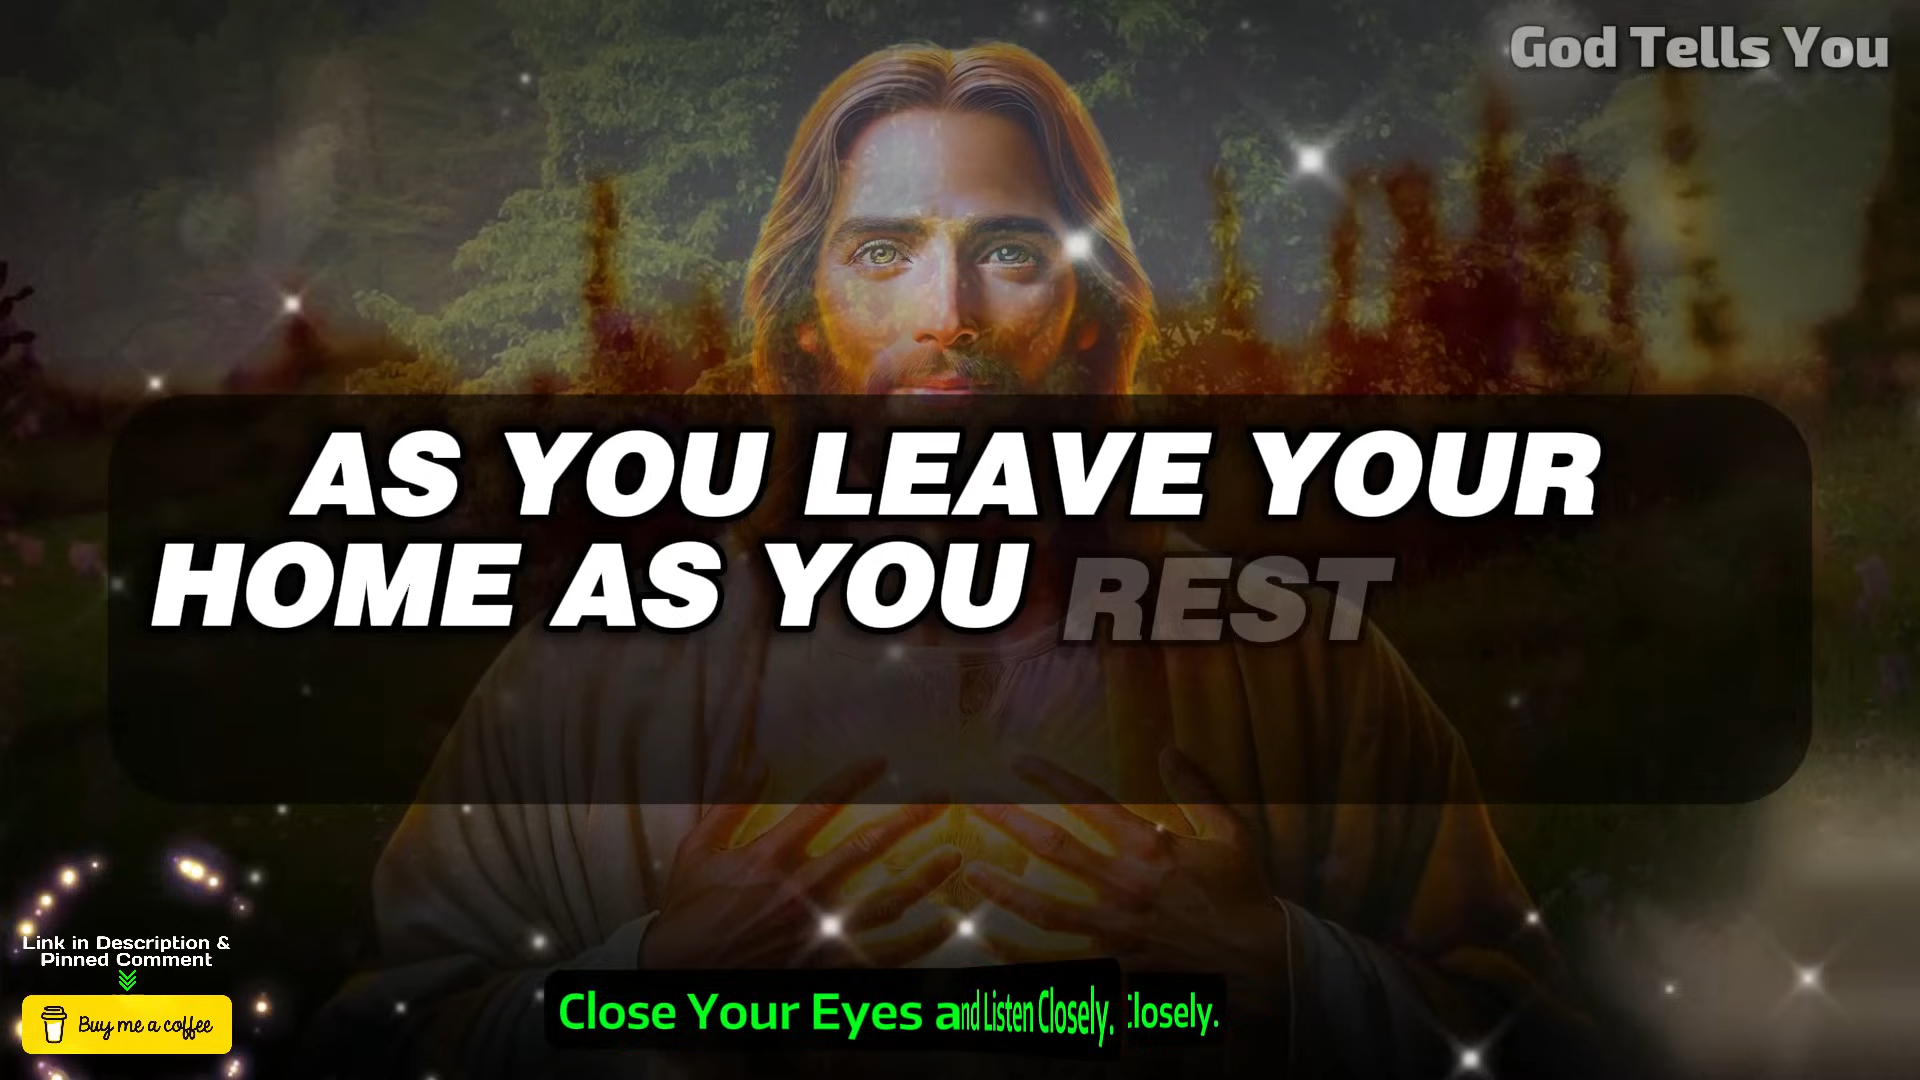 God Tells You
AS YOU LEAVE YOUR
HOME AS YOU REST
Link in Description &
Pinned Comment
Buy me a coffee
Close Your Eyes and Listen Closely. Closely.